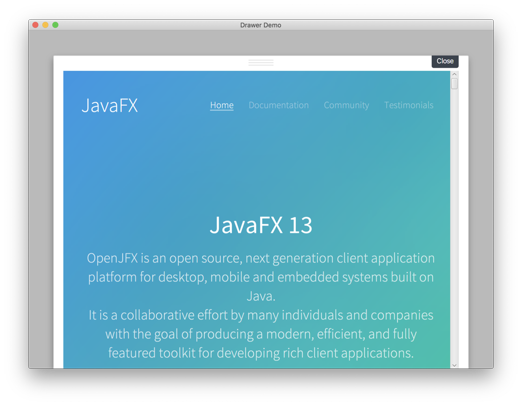 Drawer Demo
Close
JavaFX
Home Documentation Community Testimonials
JavaFX 13
OpenJFX is an open source, next generation client application
platform for desktop, mobile and embedded systems built on
Java.
It is a collaborative effort by many individuals and companies
with the goal of producing a modern, efficient, and fully
featured toolkit for developing rich client applications.